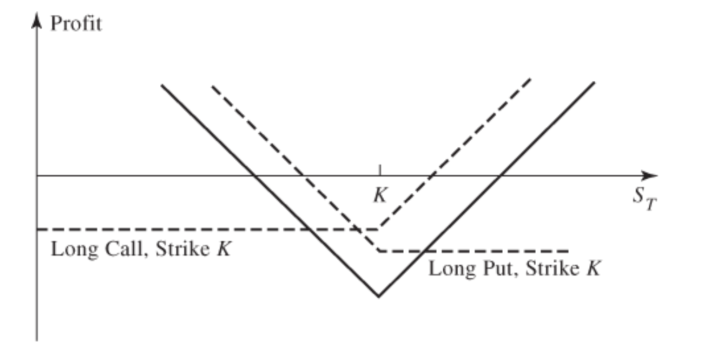 Profit
K
S_T
Long Call, Strike K
Long Put, Strike K